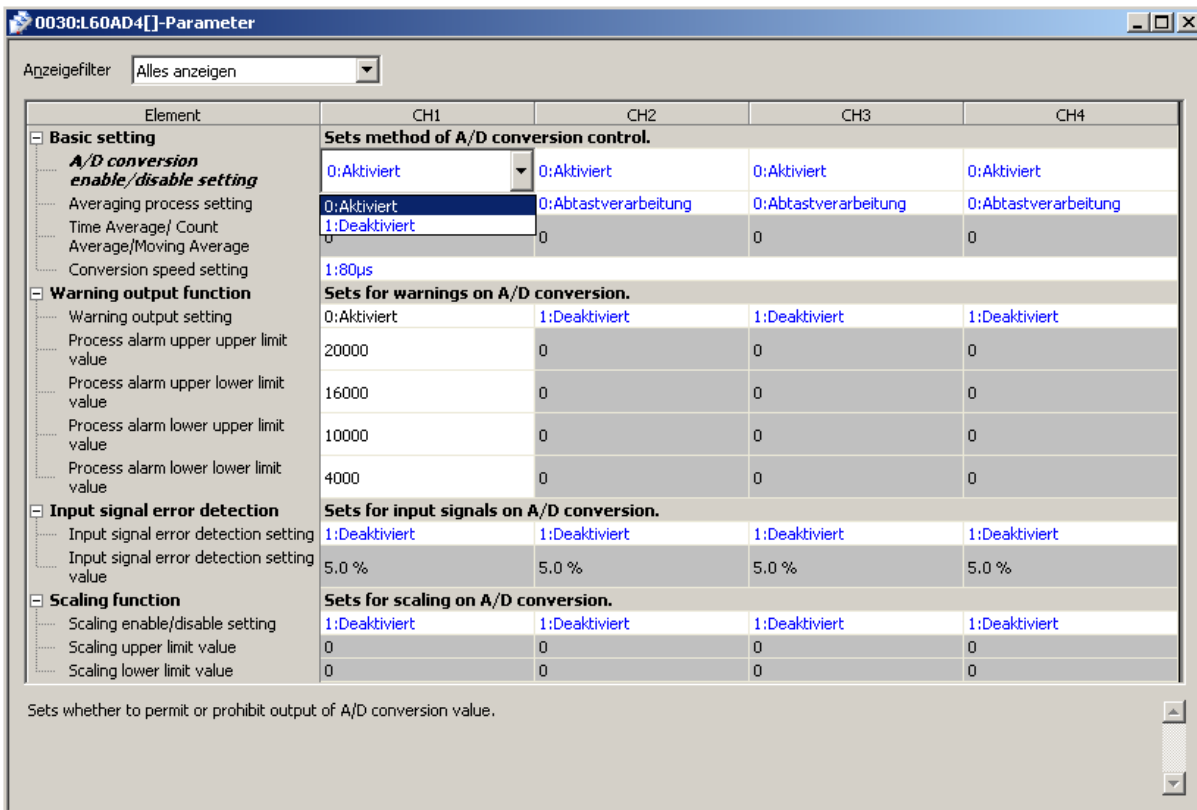 0030:L60AD4[]-Parameter
Anzeigefilter Alles anzeigen
Element CH1 CH2 CH3 CH4
Basic setting Sets method of A/D conversion control.
A/D conversion
enable/disable setting 0:Aktiviert 0:Aktiviert 0:Aktiviert 0:Aktiviert
Averaging process setting 0:Aktiviert 0:Abtastverarbeitung 0:Abtastverarbeitung 0:Abtastverarbeitung
1:Deaktiviert
Time Average/ Count
Average/Moving Average 0 0 0 0
Conversion speed setting 1:80µs
Warning output function Sets for warnings on A/D conversion.
Warning output setting 0:Aktiviert 1:Deaktiviert 1:Deaktiviert 1:Deaktiviert
Process alarm upper upper limit
value 20000 0 0 0
Process alarm upper lower limit
value 16000 0 0 0
Process alarm lower upper limit
value 10000 0 0 0
Process alarm lower lower limit
value 4000 0 0 0
Input signal error detection Sets for input signals on A/D conversion.
Input signal error detection setting 1:Deaktiviert 1:Deaktiviert 1:Deaktiviert 1:Deaktiviert
Input signal error detection setting
value 5.0 % 5.0 % 5.0 % 5.0 %
Scaling function Sets for scaling on A/D conversion.
Scaling enable/disable setting 1:Deaktiviert 1:Deaktiviert 1:Deaktiviert 1:Deaktiviert
Scaling upper limit value 0 0 0 0
Scaling lower limit value 0 0 0 0
Sets whether to permit or prohibit output of A/D conversion value.